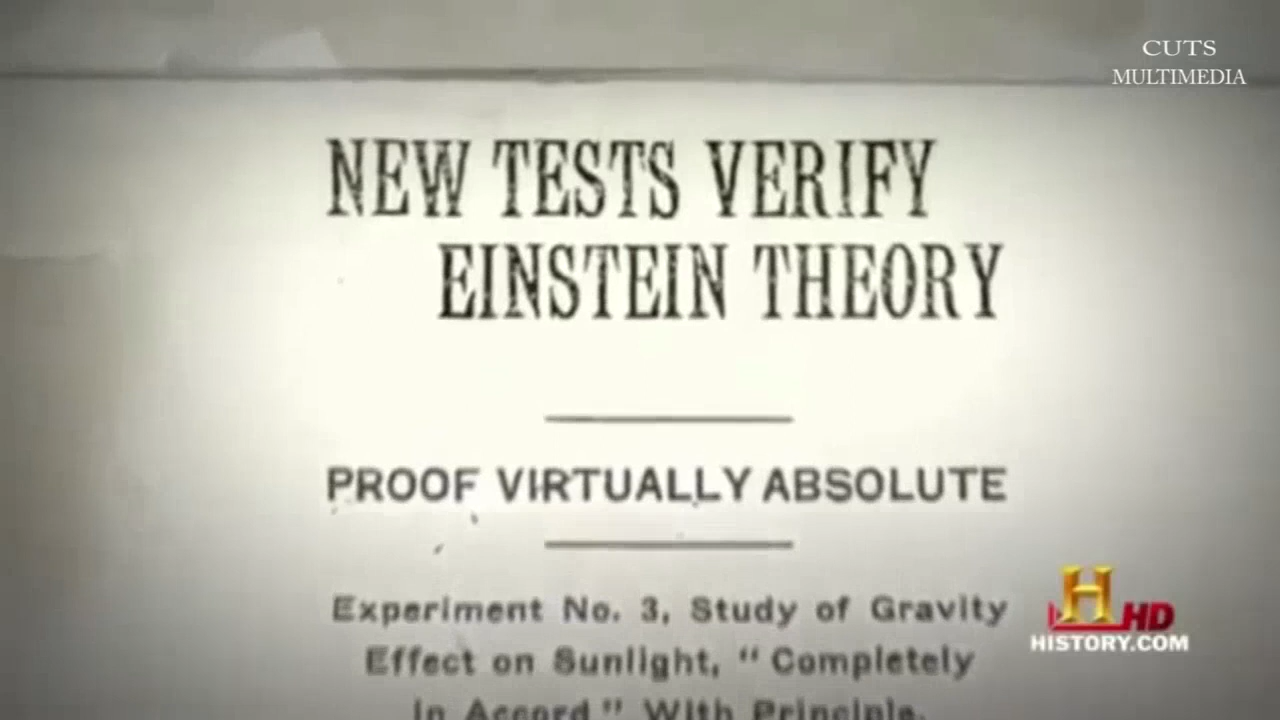 CUTS
MULTIMEDIA
NEW TESTS VERIFY
EINSTEIN THEORY
PROOF VIRTUALLY ABSOLUTE
Experiment No. 3, Study of Gravity
Effect on Sunlight, “ Completely
in Accord ” With Principle.
H HD
HISTORY.COM